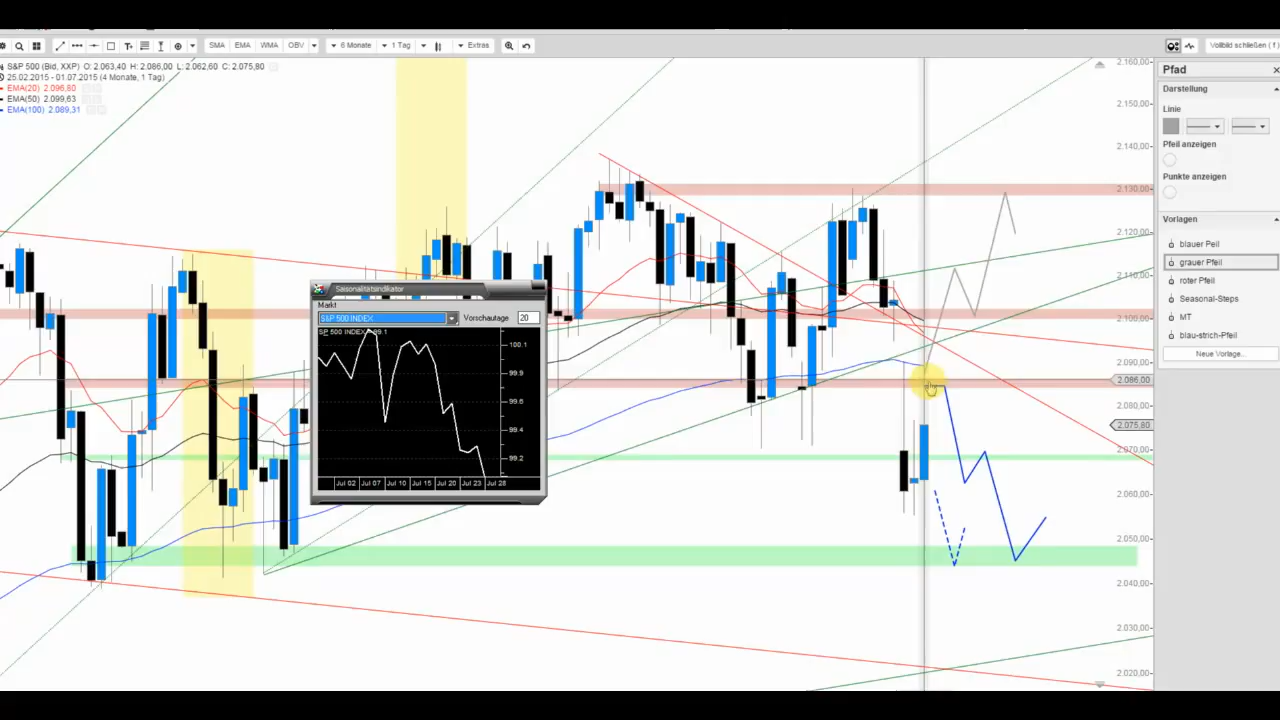 SMA EMA WMA OBV 6 Monate 1 Tag Extras Vollbild schließen ( f )
S&P 500 (Bid, XXP) O: 2.063,40 H: 2.086,00 L: 2.062,60 C: 2.075,80
25.02.2015 - 01.07.2015 (4 Monate, 1 Tag)
EMA(20) 2.096,80
EMA(50) 2.099,63
EMA(100) 2.089,31
2.160,00
2.150,00
2.140,00
2.130,00
2.120,00
2.110,00
2.100,00
2.090,00
2.086,00
2.080,00
2.075,80
2.070,00
2.060,00
2.050,00
2.040,00
2.030,00
2.020,00
Saisonalitätsindikator
Markt
S&P 500 INDEX Vorschautage 20
SP 500 INDEX : 99.1
100.1
99.9
99.6
99.4
99.2
Jul 02 Jul 07 Jul 10 Jul 15 Jul 20 Jul 23 Jul 28
Pfad
Darstellung
Linie
Pfeil anzeigen
Punkte anzeigen
Vorlagen
blauer Peil
grauer Pfeil
roter Pfeil
Seasonal-Steps
MT
blau-strich-Pfeil
Neue Vorlage...